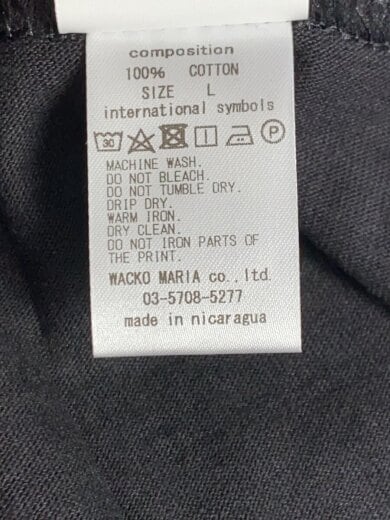 composition
100% COTTON
SIZE L
international symbols
30 P
MACHINE WASH.
DO NOT BLEACH.
DO NOT TUMBLE DRY.
DRIP DRY.
WARM IRON.
DRY CLEAN.
DO NOT IRON PARTS OF
THE PRINT.
WACKO MARIA co., ltd.
03-5708-5277
made in nicaragua